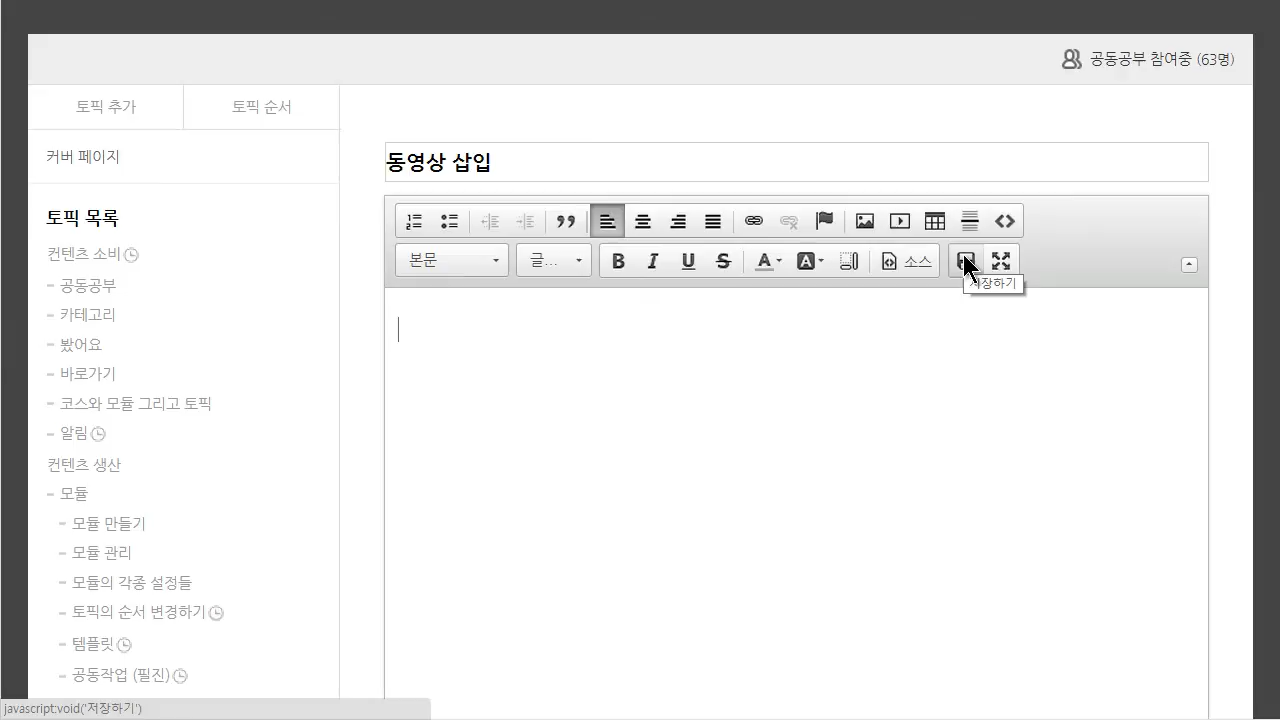 공동공부 참여중 (63명)
토픽 추가
토픽 순서
커버 페이지
토픽 목록
컨텐츠 소비
- 공동공부
- 카테고리
- 봤어요
- 바로가기
- 코스와 모듈 그리고 토픽
- 알림
컨텐츠 생산
- 모듈
- 모듈 만들기
- 모듈 관리
- 모듈의 각종 설정들
- 토픽의 순서 변경하기
- 템플릿
- 공동작업 (필진)
동영상 삽입
본문
글...
B I U S A A 소스
저장하기
javascript:void('저장하기')